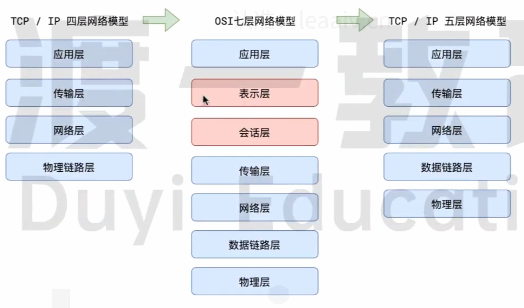 TCP / IP 四层网络模型
应用层
传输层
网络层
物理链路层
OSI七层网络模型
应用层
表示层
会话层
传输层
网络层
数据链路层
物理层
TCP / IP 五层网络模型
应用层
传输层
网络层
数据链路层
物理层
渡一教
Duyi Educati